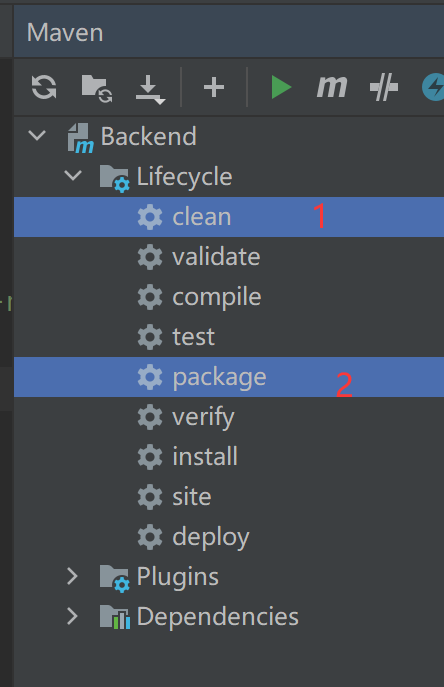 Maven
m
Backend
Lifecycle
clean 1
validate
compile
test
package 2
verify
install
site
deploy
Plugins
Dependencies